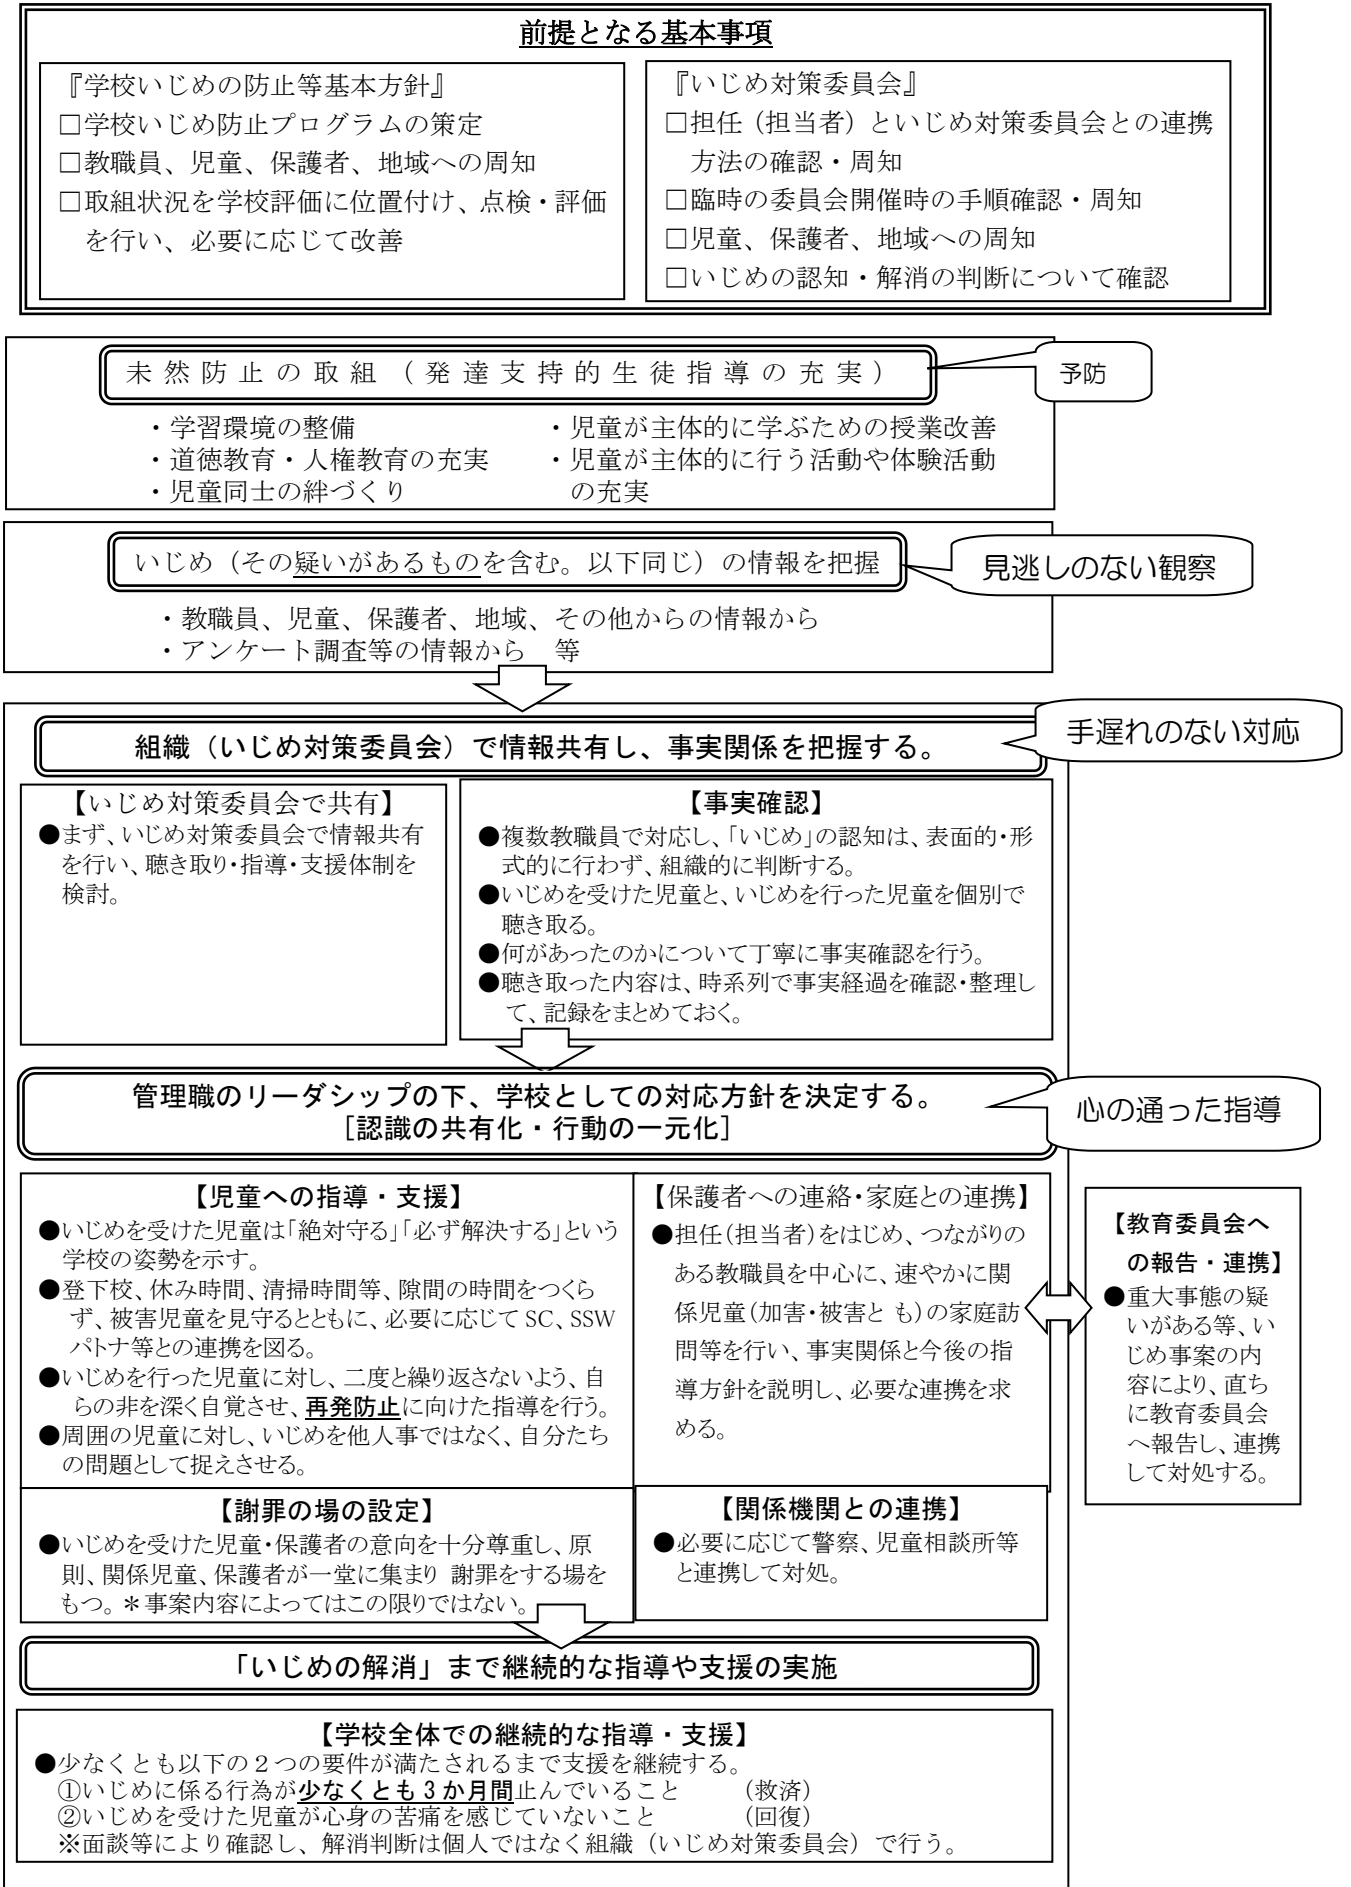 前提となる基本事項
『学校いじめの防止等基本方針』
□学校いじめ防止プログラムの策定
□教職員、児童、保護者、地域への周知
□取組状況を学校評価に位置付け、点検・評価
を行い、必要に応じて改善
『いじめ対策委員会』
□担任（担当者）といじめ対策委員会との連携
方法の確認・周知
□臨時の委員会開催時の手順確認・周知
□児童、保護者、地域への周知
□いじめの認知・解消の判断について確認
未然防止の取組（発達支持的生徒指導の充実）
予防
・学習環境の整備
・道徳教育・人権教育の充実
・児童同士の絆づくり
・児童が主体的に学ぶための授業改善
・児童が主体的に行う活動や体験活動
の充実
いじめ（その疑いがあるものを含む。以下同じ）の情報を把握
見逃しのない観察
・教職員、児童、保護者、地域、その他からの情報から
・アンケート調査等の情報から　等
組織（いじめ対策委員会）で情報共有し、事実関係を把握する。
手遅れのない対応
【いじめ対策委員会で共有】
●まず、いじめ対策委員会で情報共有
を行い、聴き取り・指導・支援体制を
検討。
【事実確認】
●複数教職員で対応し、「いじめ」の認知は、表面的・形
式的に行わず、組織的に判断する。
●いじめを受けた児童と、いじめを行った児童を個別で
聴き取る。
●何があったのかについて丁寧に事実確認を行う。
●聴き取った内容は、時系列で事実経過を確認・整理し
て、記録をまとめておく。
管理職のリーダシップの下、学校としての対応方針を決定する。
［認識の共有化・行動の一元化］
心の通った指導
【児童への指導・支援】
●いじめを受けた児童は「絶対守る」「必ず解決する」という
学校の姿勢を示す。
●登下校、休み時間、清掃時間等、隙間の時間をつくら
ず、被害児童を見守るとともに、必要に応じて SC、SSW
パトナ等との連携を図る。
●いじめを行った児童に対し、二度と繰り返さないよう、自
らの非を深く自覚させ、再発防止に向けた指導を行う。
●周囲の児童に対し、いじめを他人事ではなく、自分たち
の問題として捉えさせる。
【保護者への連絡・家庭との連携】
●担任（担当者）をはじめ、つながりの
ある教職員を中心に、速やかに関
係児童（加害・被害と も）の家庭訪
問等を行い、事実関係と今後の指
導方針を説明し、必要な連携を求
める。
【教育委員会へ
の報告・連携】
●重大事態の疑
いがある等、い
じめ事案の内
容により、直ち
に教育委員会
へ報告し、連携
して対処する。
【謝罪の場の設定】
●いじめを受けた児童・保護者の意向を十分尊重し、原
則、関係児童、保護者が一堂に集まり 謝罪をする場を
もつ。＊事案内容によってはこの限りではない。
【関係機関との連携】
●必要に応じて警察、児童相談所等
と連携して対処。
「いじめの解消」まで継続的な指導や支援の実施
【学校全体での継続的な指導・支援】
●少なくとも以下の２つの要件が満たされるまで支援を継続する。
①いじめに係る行為が少なくとも３か月間止んでいること　　（救済）
②いじめを受けた児童が心身の苦痛を感じていないこと　　　（回復）
※面談等により確認し、解消判断は個人ではなく組織（いじめ対策委員会）で行う。